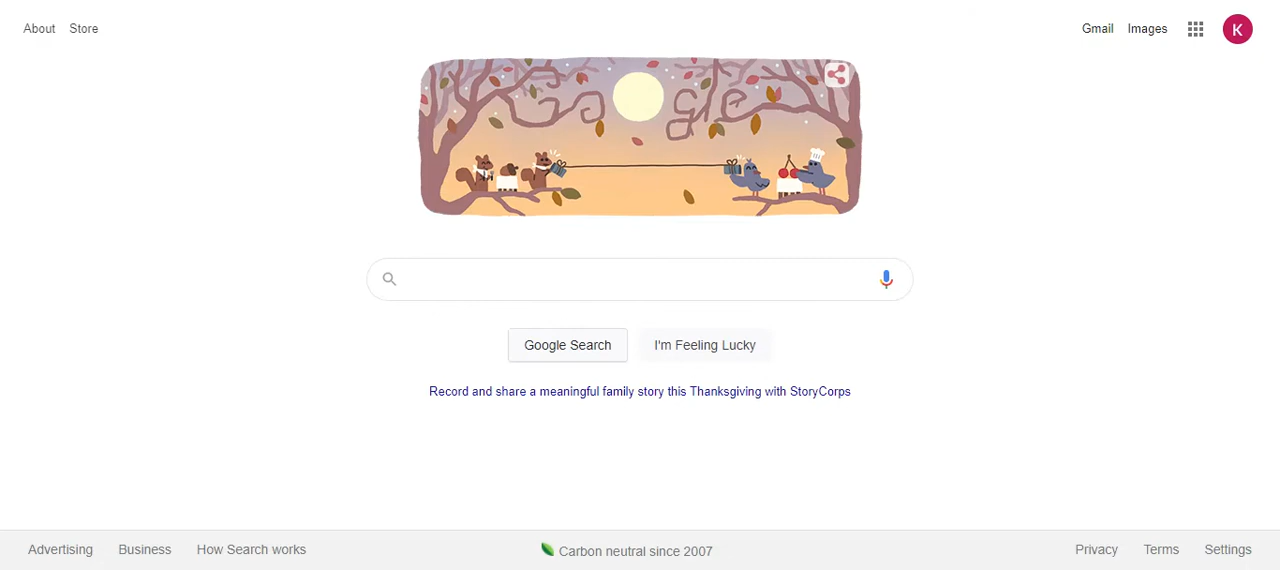 About Store
Gmail Images
K
Google
Google Search I'm Feeling Lucky
Record and share a meaningful family story this Thanksgiving with StoryCorps
Advertising Business How Search works
Carbon neutral since 2007
Privacy Terms Settings